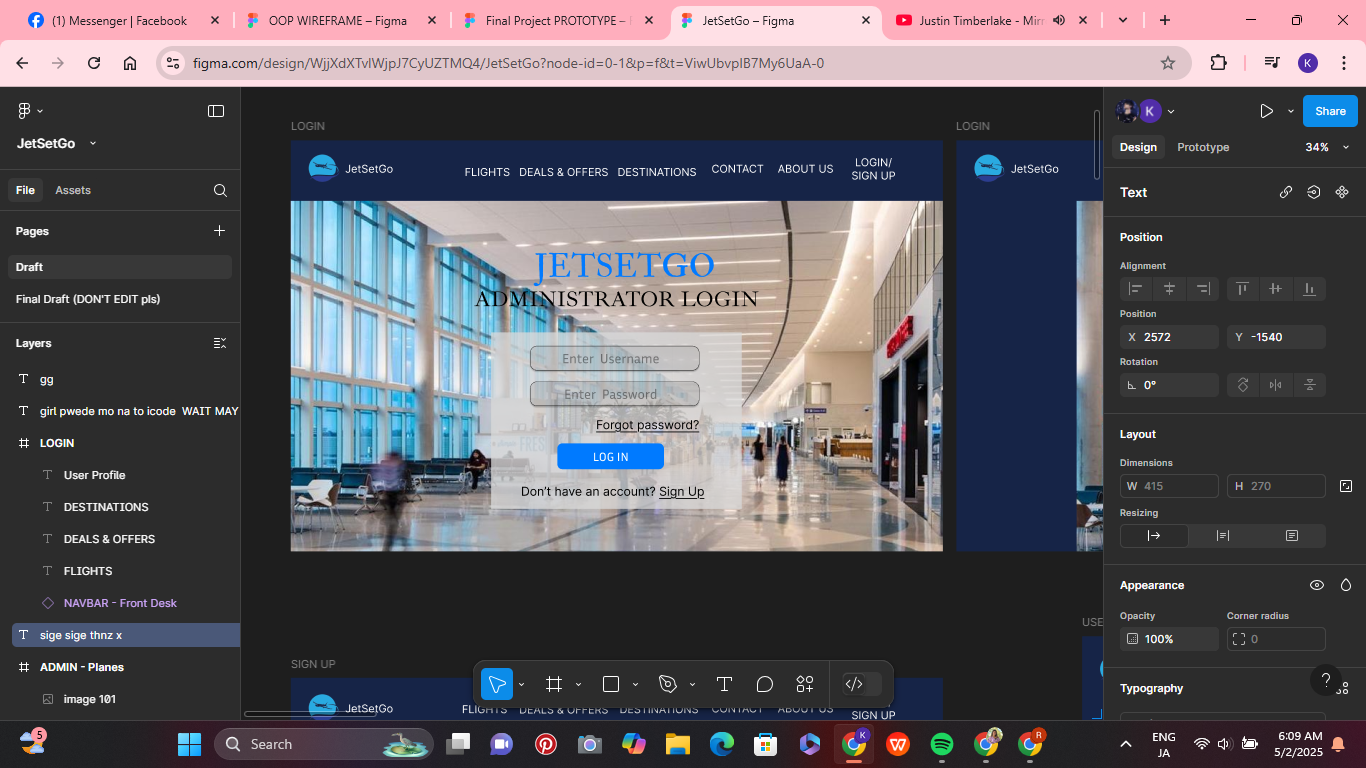 (1) Messenger | Facebook
OOP WIREFRAME – Figma
Final Project PROTOTYPE –
JetSetGo – Figma
Justin Timberlake - Mirr
figma.com/design/WjjXdXTvlWjpJ7CyUZTMQ4/JetSetGo?node-id=0-1&p=f&t=ViwUbvpIB7My6UaA-0
K
JetSetGo
File
Assets
Pages
Draft
Final Draft (DON'T EDIT pls)
Layers
gg
girl pwede mo na to icode WAIT MAY
LOGIN
User Profile
DESTINATIONS
DEALS & OFFERS
FLIGHTS
NAVBAR - Front Desk
sige sige thnz x
ADMIN - Planes
image 101
LOGIN
JetSetGo
FLIGHTS
DEALS & OFFERS
DESTINATIONS
CONTACT
ABOUT US
LOGIN/
SIGN UP
JETSETGO
ADMINISTRATOR LOGIN
Enter Username
Enter Password
Forgot password?
LOG IN
Don't have an account? Sign Up
LOGIN
JetSetGo
SIGN UP
JetSetGo
FLIGHTS
DEALS & OFFERS
DESTINATIONS
CONTACT
ABOUT US
SIGN UP
USE
K
Share
Design
Prototype
34%
Text
Position
Alignment
Position
X 2572
Y -1540
Rotation
0°
Layout
Dimensions
W 415
H 270
Resizing
Appearance
Opacity
Corner radius
100%
0
Typography
?
5
Search
K
R
ENG
JA
6:09 AM
5/2/2025